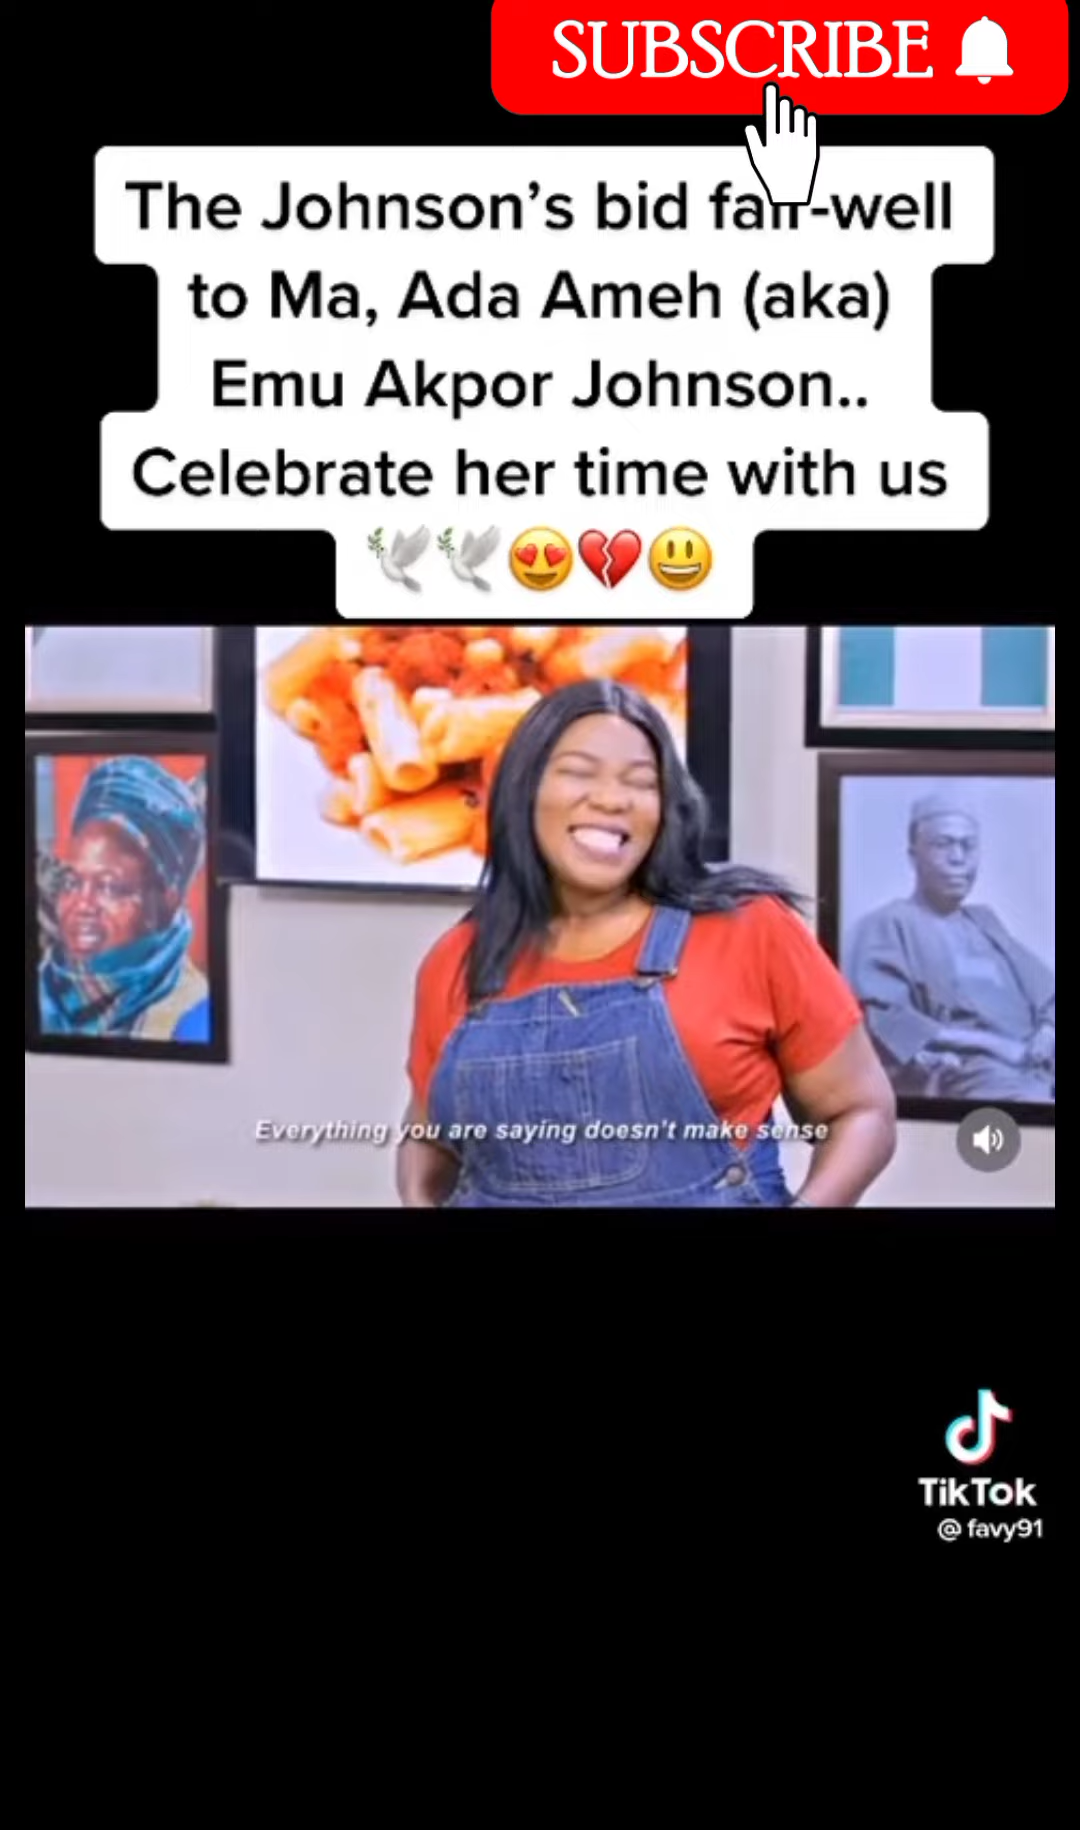 SUBSCRIBE
The Johnson's bid fair-well
to Ma, Ada Ameh (aka)
Emu Akpor Johnson..
Celebrate her time with us
🕊️🕊️😍💔😃
Everything you are saying doesn't make sense
TikTok
@ favy91